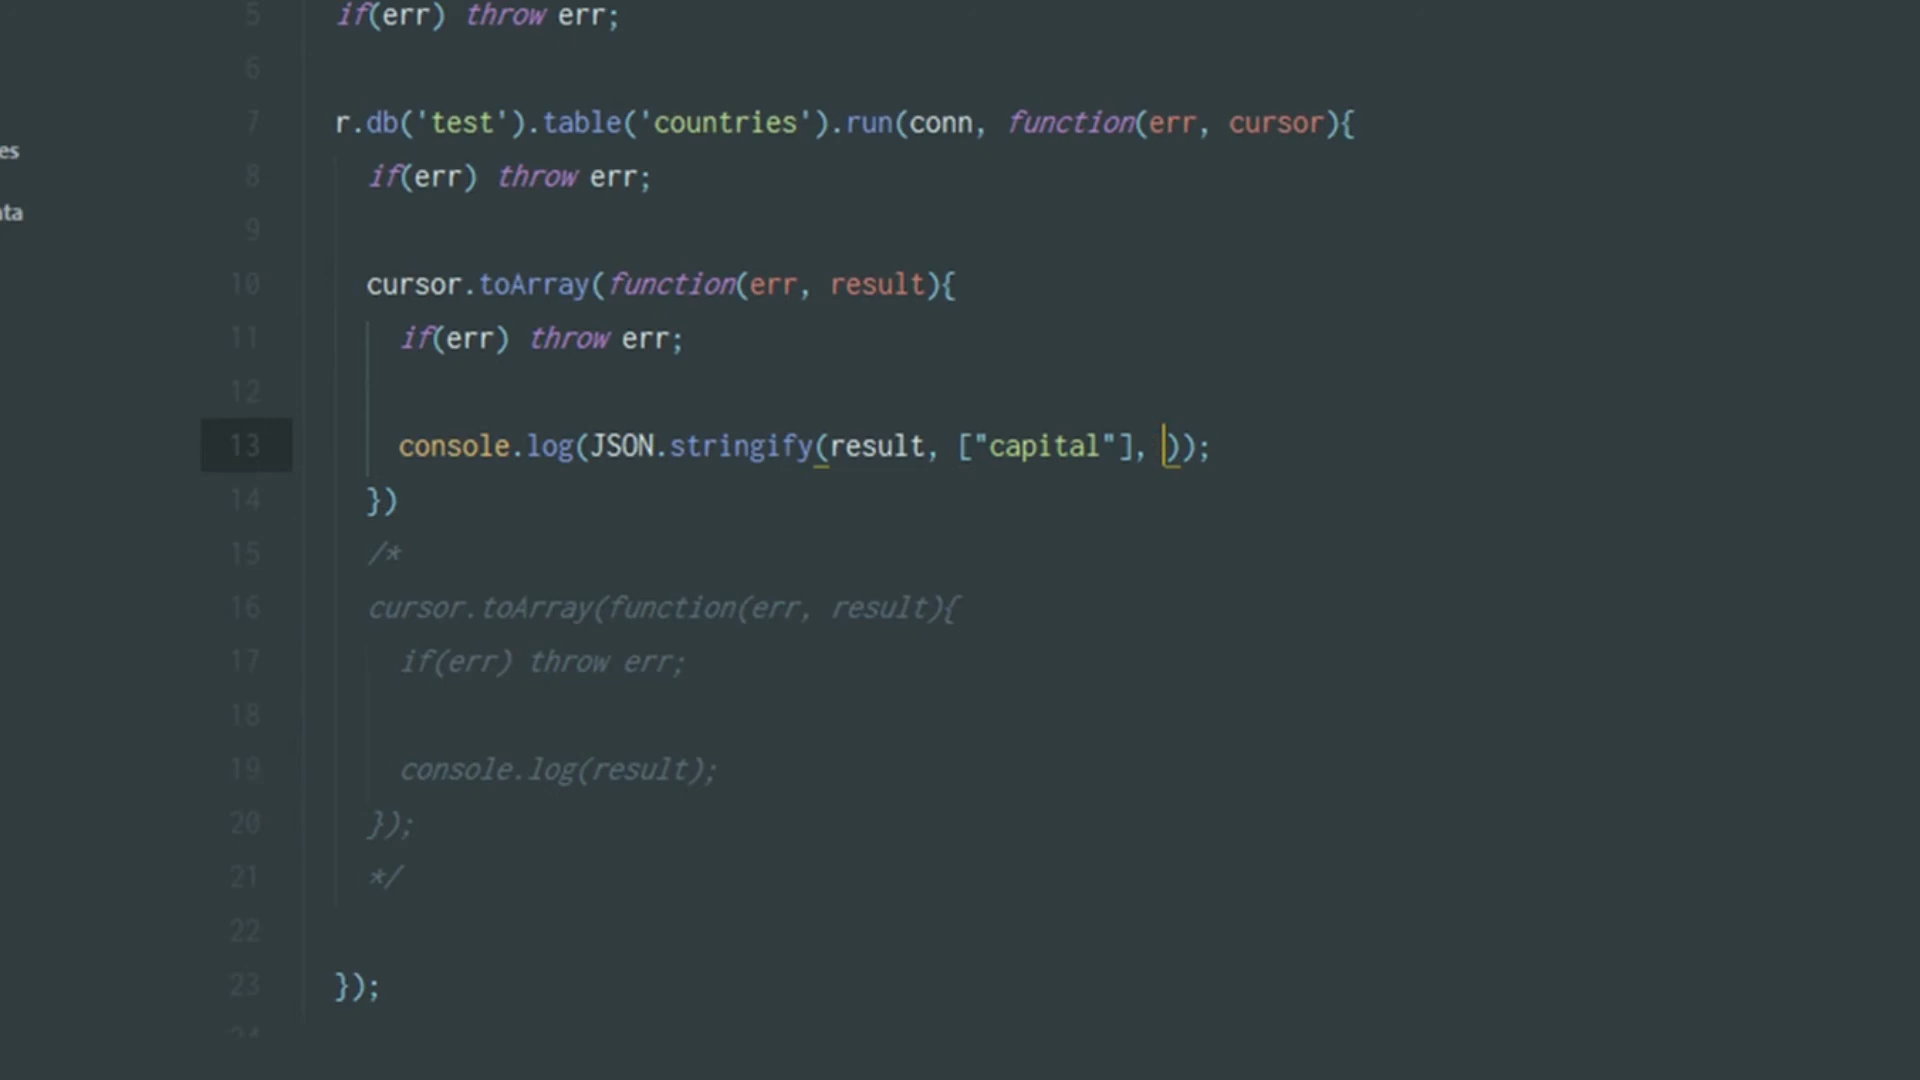 5 if(err) throw err;
6
7 r.db('test').table('countries').run(conn, function(err, cursor){
es
8 if(err) throw err;
ata
9
10 cursor.toArray(function(err, result){
11 if(err) throw err;
12
13 console.log(JSON.stringify(result, ["capital"], ));
14 })
15 /*
16 cursor.toArray(function(err, result){
17 if(err) throw err;
18
19 console.log(result);
20 });
21 */
22
23 });
24